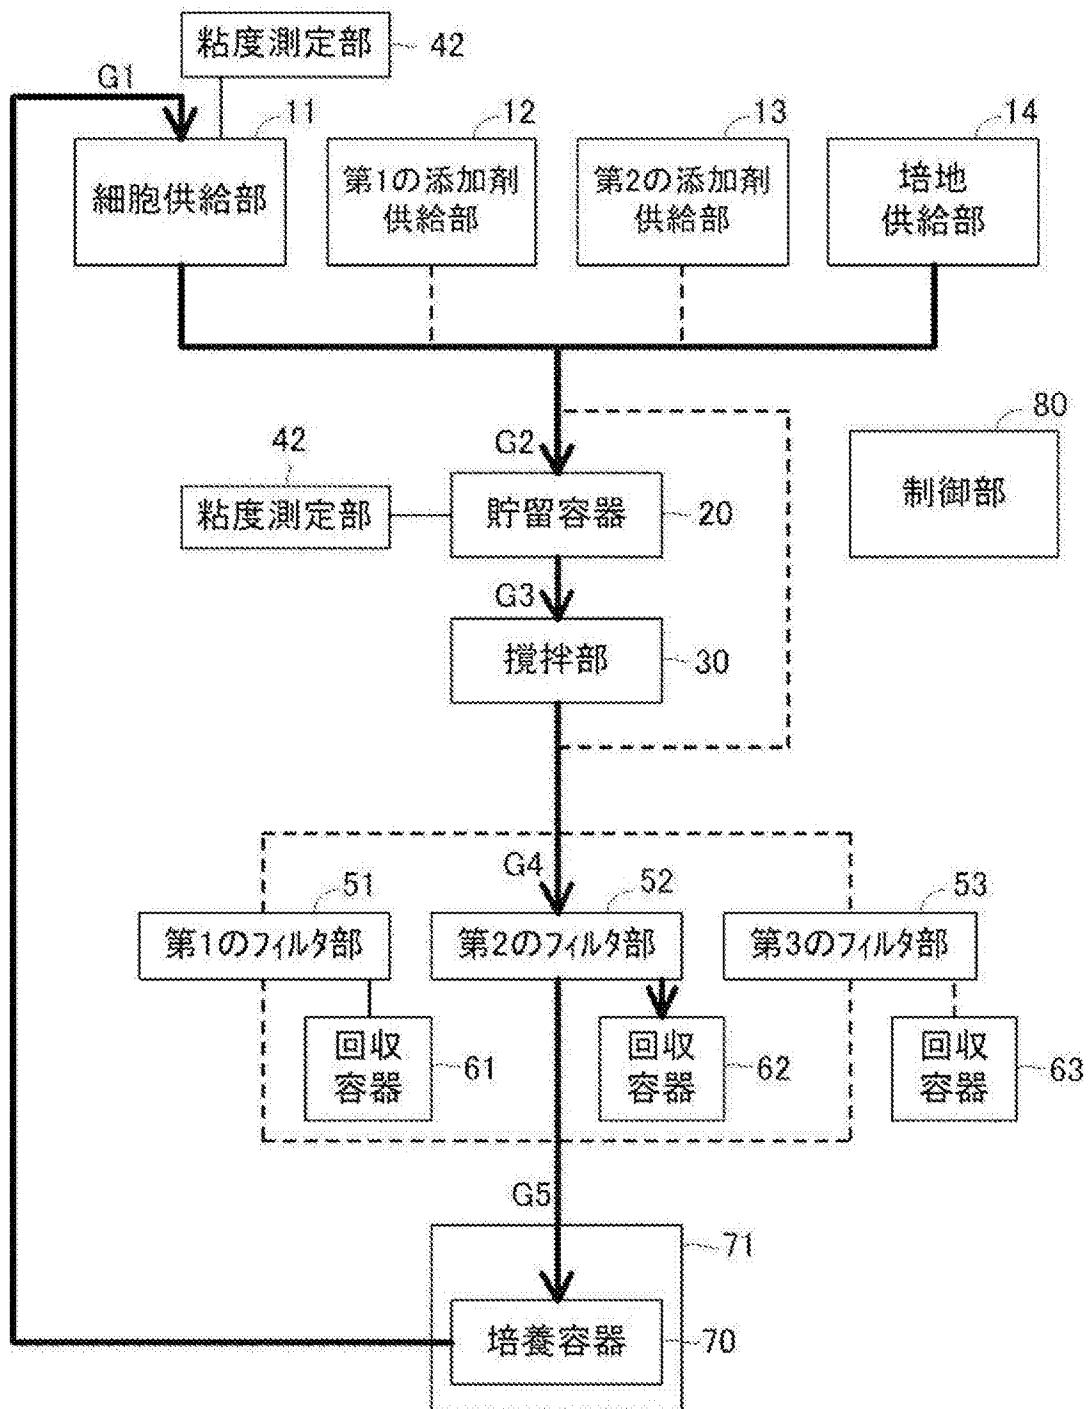 粘度測定部
42
G1
11
12
13
14
細胞供給部
第1の添加剤
供給部
第2の添加剤
供給部
培地
供給部
80
制御部
G2
42
粘度測定部
貯留容器
20
G3
撹拌部
30
G4
51
52
53
第1のフィルタ部
第2のフィルタ部
第3のフィルタ部
回収
容器
61
回収
容器
62
回収
容器
63
G5
71
培養容器
70